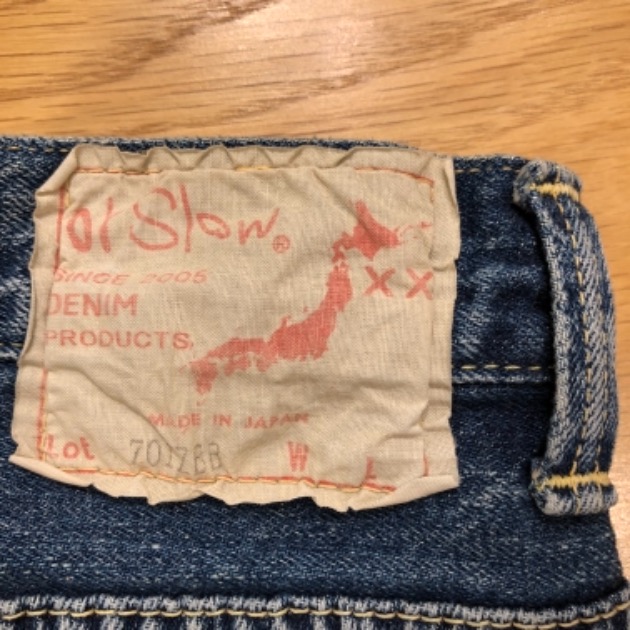 orSlow®
SINCE 2005
DENIM
PRODUCTS.
XX
MADE IN JAPAN
Lot
W L